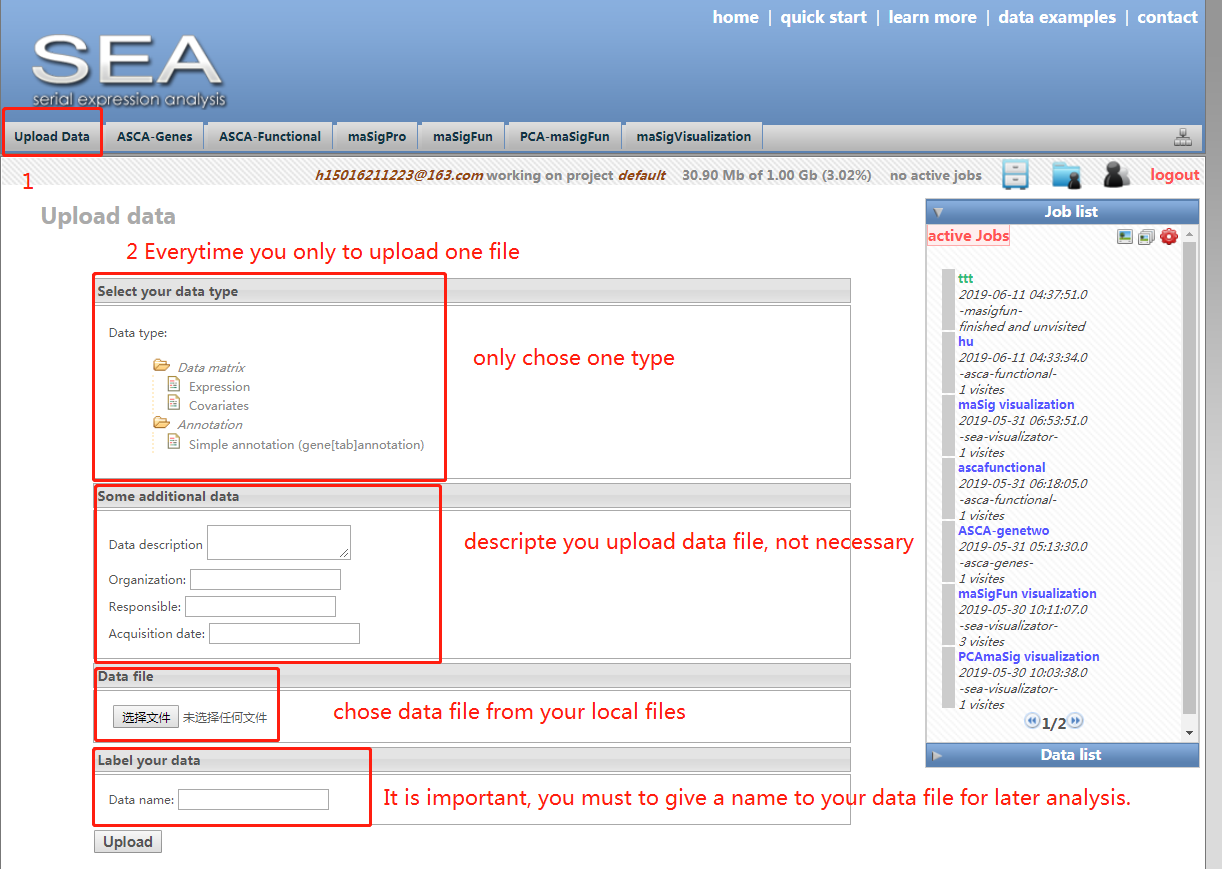 home | quick start | learn more | data examples | contact
SEA
serial expression analysis
Upload Data ASCA-Genes ASCA-Functional maSigPro maSigFun PCA-maSigFun maSigVisualization
1
h15016211223@163.com working on project default 30.90 Mb of 1.00 Gb (3.02%) no active jobs logout
Upload data
2 Everytime you only to upload one file
Select your data type
Data type:
Data matrix
Expression
Covariates
Annotation
Simple annotation (gene[tab]annotation)
only chose one type
Some additional data
Data description
Organization:
Responsible:
Acquisition date:
descripte you upload data file, not necessary
Data file
选择文件 未选择任何文件
chose data file from your local files
Label your data
Data name:
It is important, you must to give a name to your data file for later analysis.
Upload
Job list
active Jobs
ttt
2019-06-11 04:37:51.0
-masigfun-
finished and unvisited
hu
2019-06-11 04:33:34.0
-asca-functional-
1 visites
maSig visualization
2019-05-31 06:53:51.0
-sea-visualizator-
1 visites
ascafunctional
2019-05-31 06:18:05.0
-asca-functional-
1 visites
ASCA-genetwo
2019-05-31 05:13:30.0
-asca-genes-
1 visites
maSigFun visualization
2019-05-30 10:11:07.0
-sea-visualizator-
3 visites
PCAmaSig visualization
2019-05-30 10:03:38.0
-sea-visualizator-
1 visites
1/2
Data list